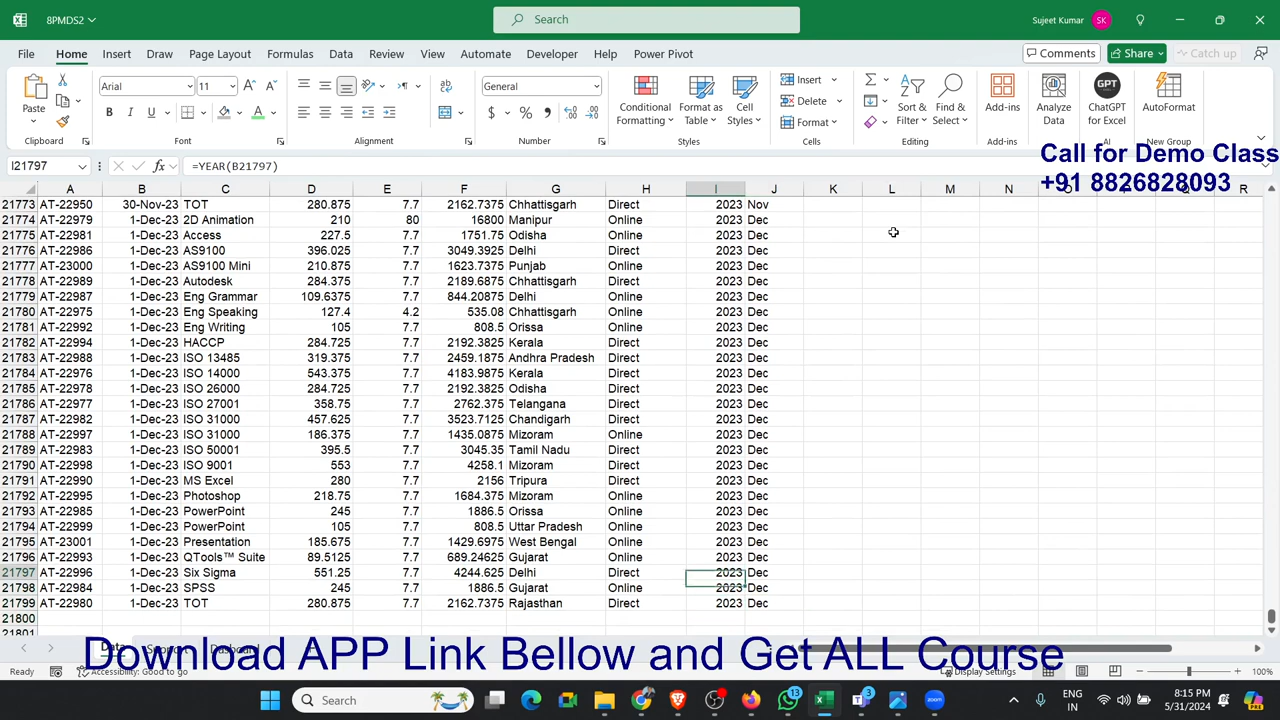 8PMDS2
Search
Sujeet Kumar SK
File Home Insert Draw Page Layout Formulas Data Review View Automate Developer Help Power Pivot
Comments Share Catch up
Paste
Arial 11
General
Conditional Formatting
Format as Table
Cell Styles
Insert
Delete
Format
Sort & Filter
Find & Select
Add-ins
Analyze Data
GPT
ChatGPT for Excel
AutoFormat
Clipboard Font Alignment Number Styles Cells Editing Add-ins AI
Call for Demo Class
+91 8826828093
I21797 fx =YEAR(B21797)
A B C D E F G H I J K L M N O P Q R
21773 AT-22950 30-Nov-23 TOT 280.875 7.7 2162.7375 Chhattisgarh Direct 2023 Nov
21774 AT-22979 1-Dec-23 2D Animation 210 80 16800 Manipur Online 2023 Dec
21775 AT-22981 1-Dec-23 Access 227.5 7.7 1751.75 Odisha Online 2023 Dec
21776 AT-22986 1-Dec-23 AS9100 396.025 7.7 3049.3925 Delhi Direct 2023 Dec
21777 AT-23000 1-Dec-23 AS9100 Mini 210.875 7.7 1623.7375 Punjab Online 2023 Dec
21778 AT-22989 1-Dec-23 Autodesk 284.375 7.7 2189.6875 Chhattisgarh Direct 2023 Dec
21779 AT-22987 1-Dec-23 Eng Grammar 109.6375 7.7 844.20875 Delhi Online 2023 Dec
21780 AT-22975 1-Dec-23 Eng Speaking 127.4 4.2 535.08 Chhattisgarh Online 2023 Dec
21781 AT-22992 1-Dec-23 Eng Writing 105 7.7 808.5 Orissa Online 2023 Dec
21782 AT-22994 1-Dec-23 HACCP 284.725 7.7 2192.3825 Kerala Direct 2023 Dec
21783 AT-22988 1-Dec-23 ISO 13485 319.375 7.7 2459.1875 Andhra Pradesh Direct 2023 Dec
21784 AT-22976 1-Dec-23 ISO 14000 543.375 7.7 4183.9875 Kerala Direct 2023 Dec
21785 AT-22978 1-Dec-23 ISO 26000 284.725 7.7 2192.3825 Odisha Online 2023 Dec
21786 AT-22977 1-Dec-23 ISO 27001 358.75 7.7 2762.375 Telangana Direct 2023 Dec
21787 AT-22982 1-Dec-23 ISO 31000 457.625 7.7 3523.7125 Chandigarh Direct 2023 Dec
21788 AT-22997 1-Dec-23 ISO 31000 186.375 7.7 1435.0875 Mizoram Online 2023 Dec
21789 AT-22983 1-Dec-23 ISO 50001 395.5 7.7 3045.35 Tamil Nadu Direct 2023 Dec
21790 AT-22998 1-Dec-23 ISO 9001 553 7.7 4258.1 Mizoram Direct 2023 Dec
21791 AT-22990 1-Dec-23 MS Excel 280 7.7 2156 Tripura Direct 2023 Dec
21792 AT-22995 1-Dec-23 Photoshop 218.75 7.7 1684.375 Mizoram Online 2023 Dec
21793 AT-22985 1-Dec-23 PowerPoint 245 7.7 1886.5 Orissa Online 2023 Dec
21794 AT-22999 1-Dec-23 PowerPoint 105 7.7 808.5 Uttar Pradesh Online 2023 Dec
21795 AT-23001 1-Dec-23 Presentation 185.675 7.7 1429.6975 West Bengal Online 2023 Dec
21796 AT-22993 1-Dec-23 QTools™ Suite 89.5125 7.7 689.24625 Gujarat Online 2023 Dec
21797 AT-22996 1-Dec-23 Six Sigma 551.25 7.7 4244.625 Delhi Direct 2023 Dec
21798 AT-22984 1-Dec-23 SPSS 245 7.7 1886.5 Gujarat Online 2023 Dec
21799 AT-22980 1-Dec-23 TOT 280.875 7.7 2162.7375 Rajasthan Direct 2023 Dec
21800
21801
Download APP Link Bellow and Get ALL Course
Ready Accessibility: Good to go Display Settings 100%
Search 13 3 ENG IN 8:15 PM 5/31/2024